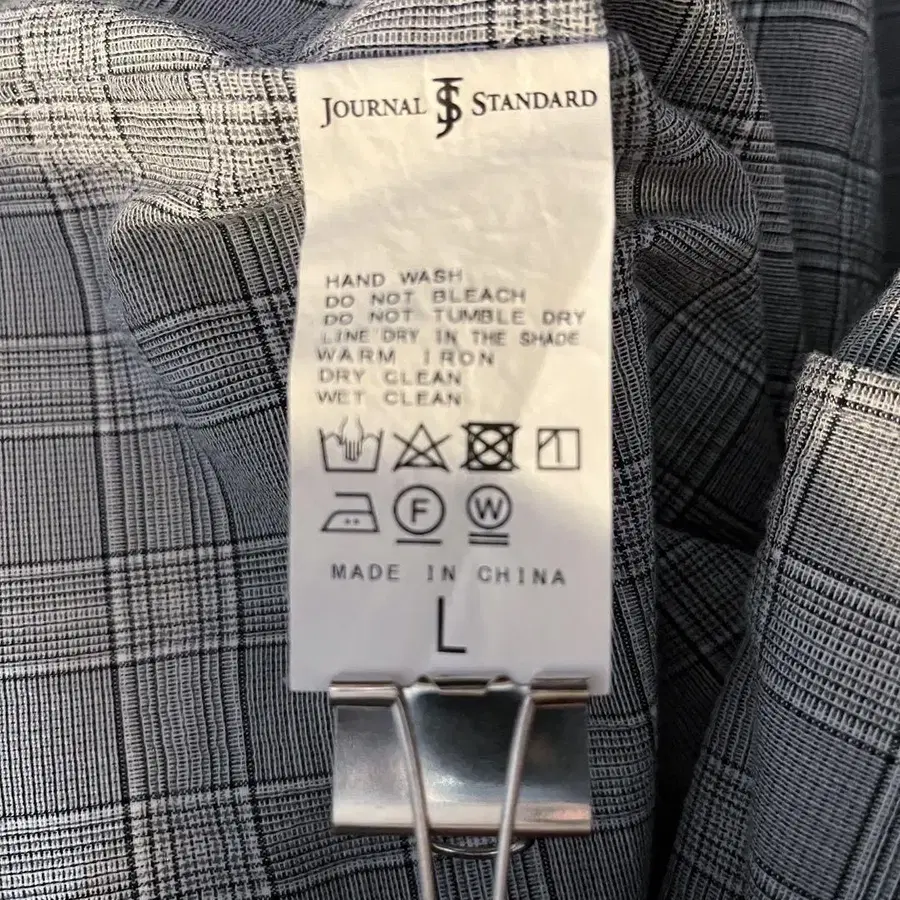 JOURNAL JS STANDARD
HAND WASH
DO NOT BLEACH
DO NOT TUMBLE DRY
LINE DRY IN THE SHADE
WARM IRON
DRY CLEAN
WET CLEAN
F W
MADE IN CHINA
L